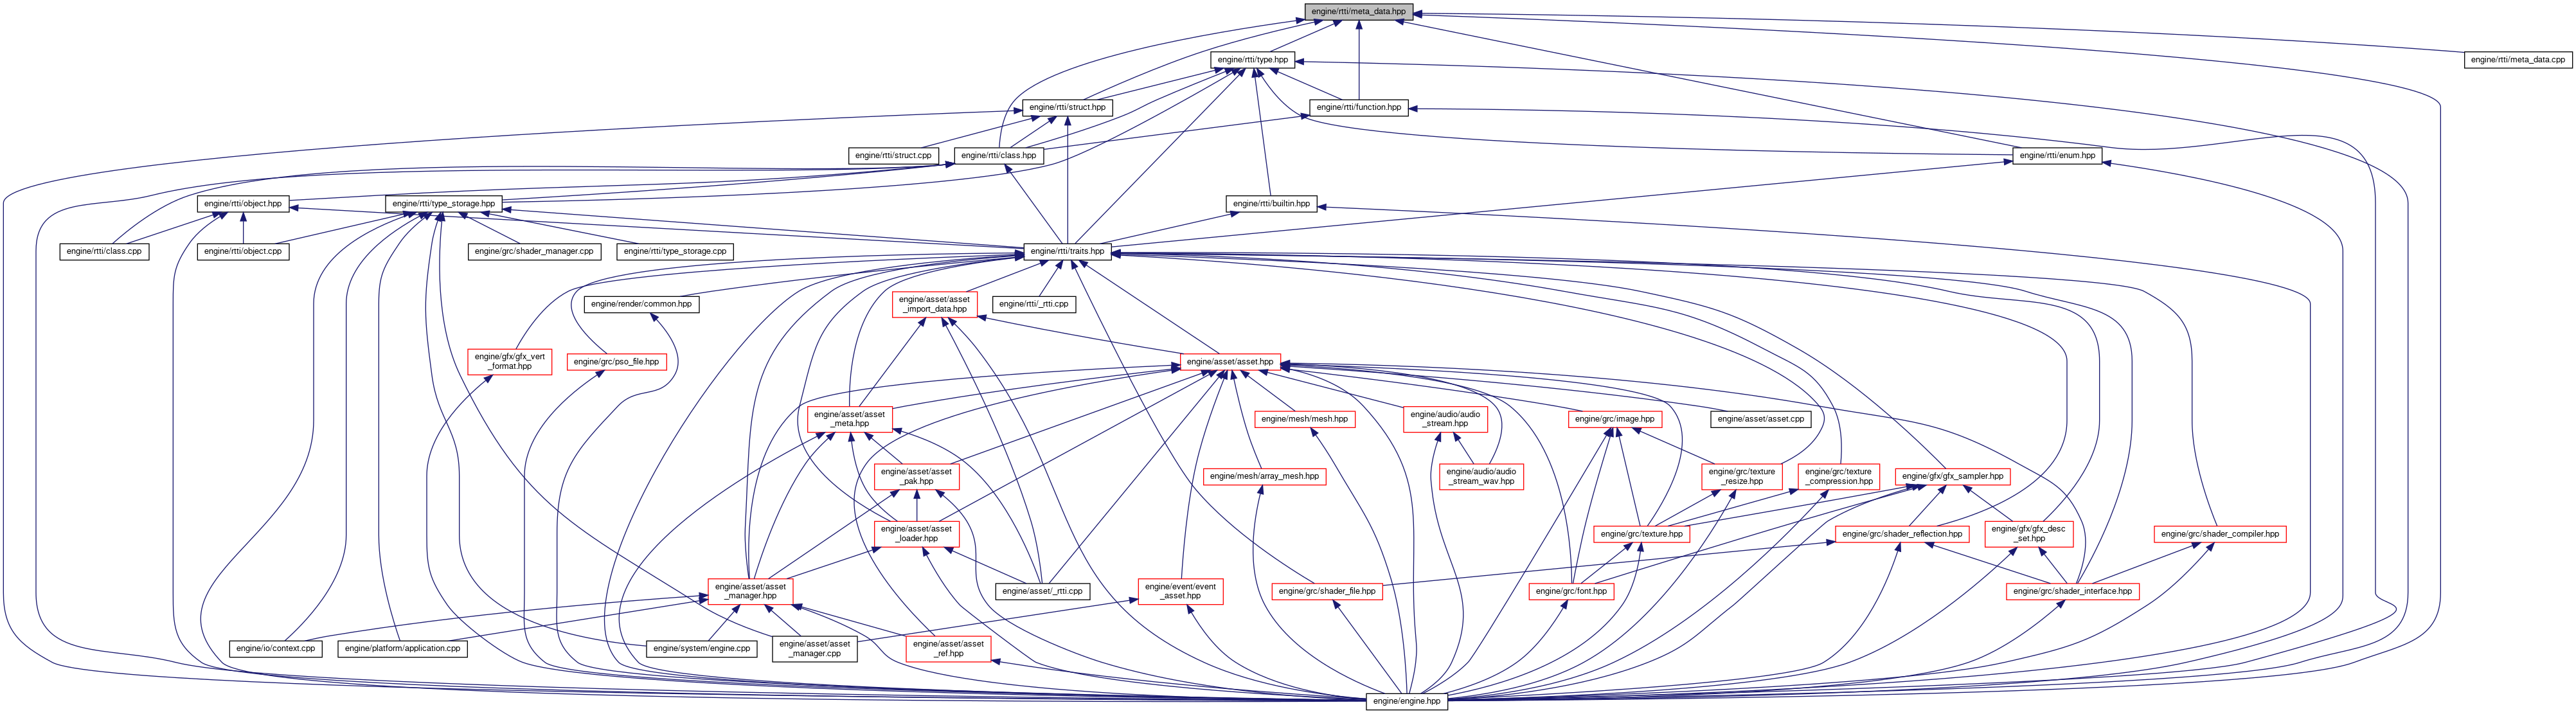 engine/rtti/meta_data.hpp
engine/rtti/type.hpp
engine/rtti/meta_data.cpp
engine/rtti/struct.hpp
engine/rtti/function.hpp
engine/rtti/struct.cpp
engine/rtti/class.hpp
engine/rtti/enum.hpp
engine/rtti/object.hpp
engine/rtti/type_storage.hpp
engine/rtti/builtin.hpp
engine/rtti/class.cpp
engine/rtti/object.cpp
engine/grc/shader_manager.cpp
engine/rtti/type_storage.cpp
engine/rtti/traits.hpp
engine/render/common.hpp
engine/asset/asset
_import_data.hpp
engine/rtti/_rtti.cpp
engine/gfx/gfx_vert
_format.hpp
engine/grc/pso_file.hpp
engine/asset/asset.hpp
engine/asset/asset
_meta.hpp
engine/mesh/mesh.hpp
engine/audio/audio
_stream.hpp
engine/grc/image.hpp
engine/asset/asset.cpp
engine/asset/asset
_pak.hpp
engine/mesh/array_mesh.hpp
engine/audio/audio
_stream_wav.hpp
engine/grc/texture
_resize.hpp
engine/grc/texture
_compression.hpp
engine/gfx/gfx_sampler.hpp
engine/asset/asset
_loader.hpp
engine/grc/texture.hpp
engine/grc/shader_reflection.hpp
engine/gfx/gfx_desc
_set.hpp
engine/grc/shader_compiler.hpp
engine/asset/asset
_manager.hpp
engine/asset/_rtti.cpp
engine/event/event
_asset.hpp
engine/grc/shader_file.hpp
engine/grc/font.hpp
engine/grc/shader_interface.hpp
engine/io/context.cpp
engine/platform/application.cpp
engine/system/engine.cpp
engine/asset/asset
_manager.cpp
engine/asset/asset
_ref.hpp
engine/engine.hpp